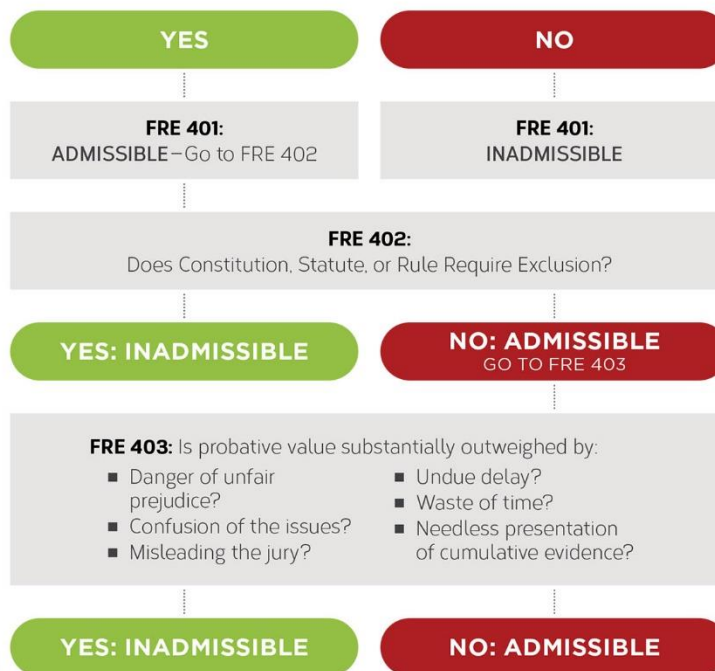 YES
NO
FRE 401:
ADMISSIBLE–Go to FRE 402
FRE 401:
INADMISSIBLE
FRE 402:
Does Constitution, Statute, or Rule Require Exclusion?
YES: INADMISSIBLE
NO: ADMISSIBLE
GO TO FRE 403
FRE 403: Is probative value substantially outweighed by:
■ Danger of unfair
prejudice?
■ Confusion of the issues?
■ Misleading the jury?
■ Undue delay?
■ Waste of time?
■ Needless presentation
of cumulative evidence?
YES: INADMISSIBLE
NO: ADMISSIBLE